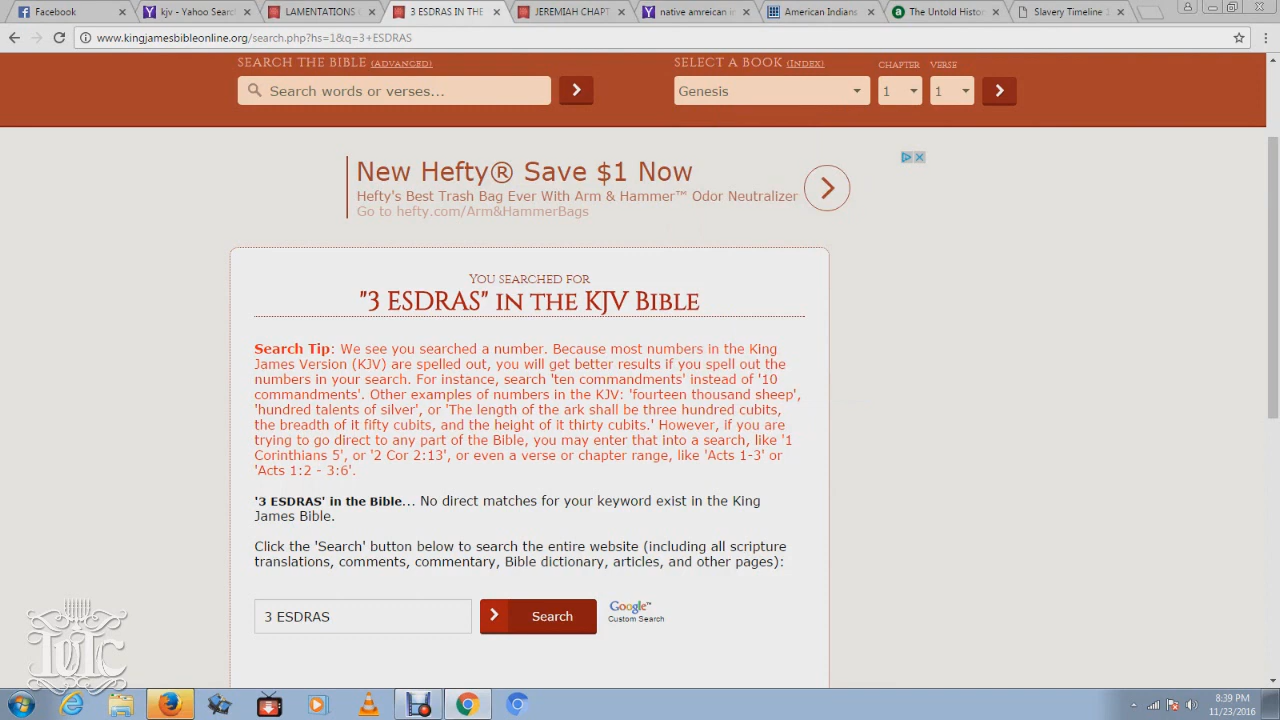 Facebook
kjv - Yahoo Searc
LAMENTATIONS C
3 ESDRAS IN THE
JEREMIAH CHAPT
native amreican ic
American Indians
The Untold Histor
Slavery Timeline 1
www.kingjamesbibleonline.org/search.php?hs=1&q=3+ESDRAS
SEARCH THE BIBLE (ADVANCED)
SELECT A BOOK (INDEX)
CHAPTER
VERSE
Search words or verses...
Genesis
1
1
New Hefty® Save $1 Now
Hefty's Best Trash Bag Ever With Arm & Hammer™ Odor Neutralizer
Go to hefty.com/Arm&HammerBags
YOU SEARCHED FOR
"3 ESDRAS" IN THE KJV BIBLE
Search Tip: We see you searched a number. Because most numbers in the King
James Version (KJV) are spelled out, you will get better results if you spell out the
numbers in your search. For instance, search 'ten commandments' instead of '10
commandments'. Other examples of numbers in the KJV: 'fourteen thousand sheep',
'hundred talents of silver', or 'The length of the ark shall be three hundred cubits,
the breadth of it fifty cubits, and the height of it thirty cubits.' However, if you are
trying to go direct to any part of the Bible, you may enter that into a search, like '1
Corinthians 5', or '2 Cor 2:13', or even a verse or chapter range, like 'Acts 1-3' or
'Acts 1:2 - 3:6'.
'3 ESDRAS' in the Bible... No direct matches for your keyword exist in the King
James Bible.
Click the 'Search' button below to search the entire website (including all scripture
translations, comments, commentary, Bible dictionary, articles, and other pages):
3 ESDRAS
Search
Google™
Custom Search
8:39 PM
11/23/2016